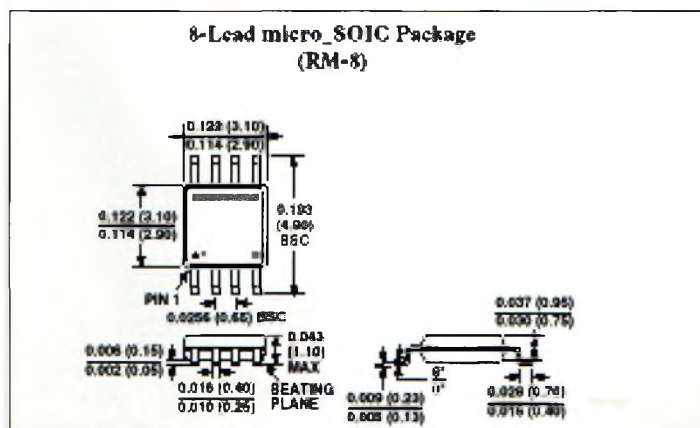 8-Lead micro_SOIC Package
(RM-8)
0.122 (3.10)
0.114 (2.90)
0.122 (3.10)
0.114 (2.90)
0.193
(4.90)
BSC
PIN 1
0.0256 (0.65) BSC
0.037 (0.95)
0.030 (0.75)
0.006 (0.15)
0.002 (0.05)
0.043
(1.10)
MAX
0.016 (0.40)
0.010 (0.25)
BEATING
PLANE
0.009 (0.23)
0.005 (0.13)
0.028 (0.70)
0.016 (0.40)